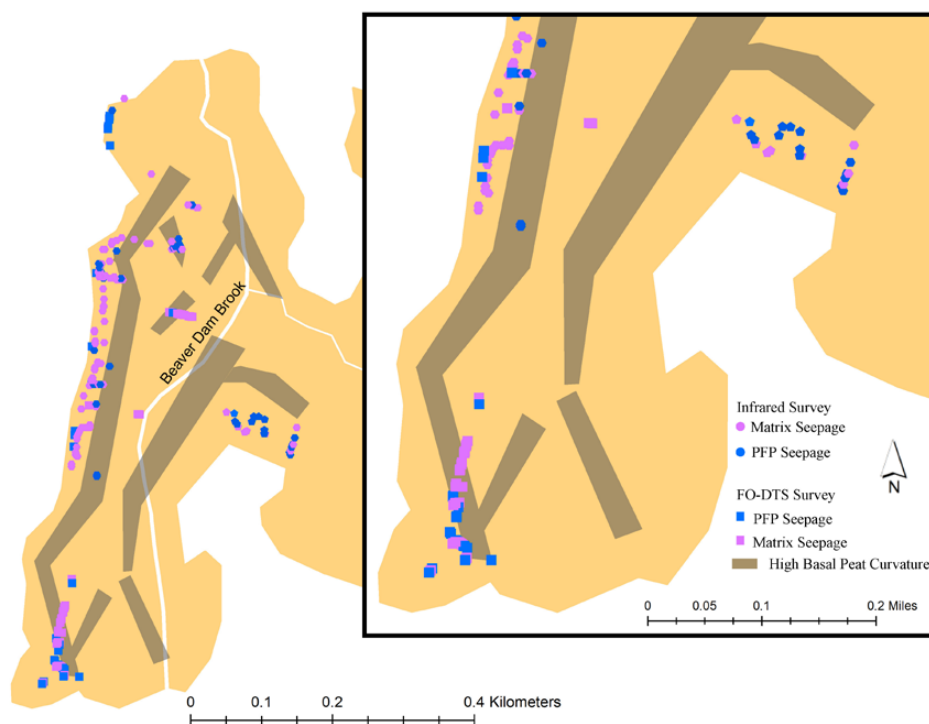 Beaver Dam Brook
Infrared Survey
Matrix Seepage
PFP Seepage
FO-DTS Survey
PFP Seepage
Matrix Seepage
High Basal Peat Curvature
N
0 0.05 0.1 0.2 Miles
0 0.1 0.2 0.4 Kilometers